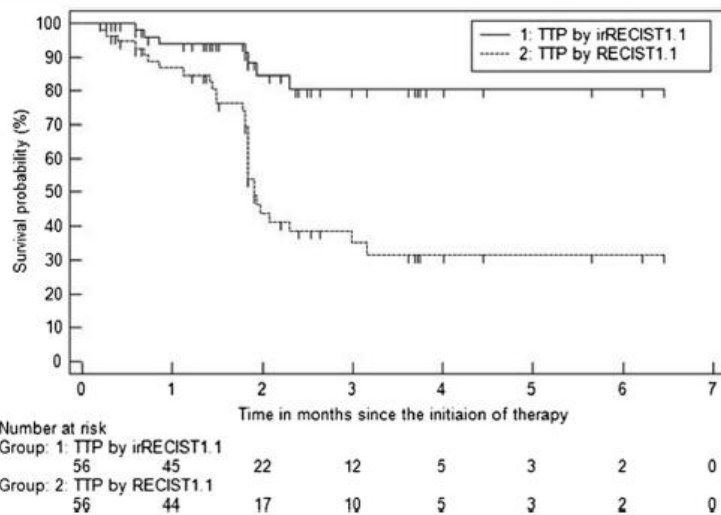 100
90
80
70
60
50
40
30
20
10
0
Survival probability (%)
1: TTP by irRECIST1.1
2: TTP by RECIST1.1
0 1 2 3 4 5 6 7
Time in months since the initiaion of therapy
Number at risk
Group: 1: TTP by irRECIST1.1
56 45 22 12 5 3 2 0
Group: 2: TTP by RECIST1.1
56 44 17 10 5 3 2 0